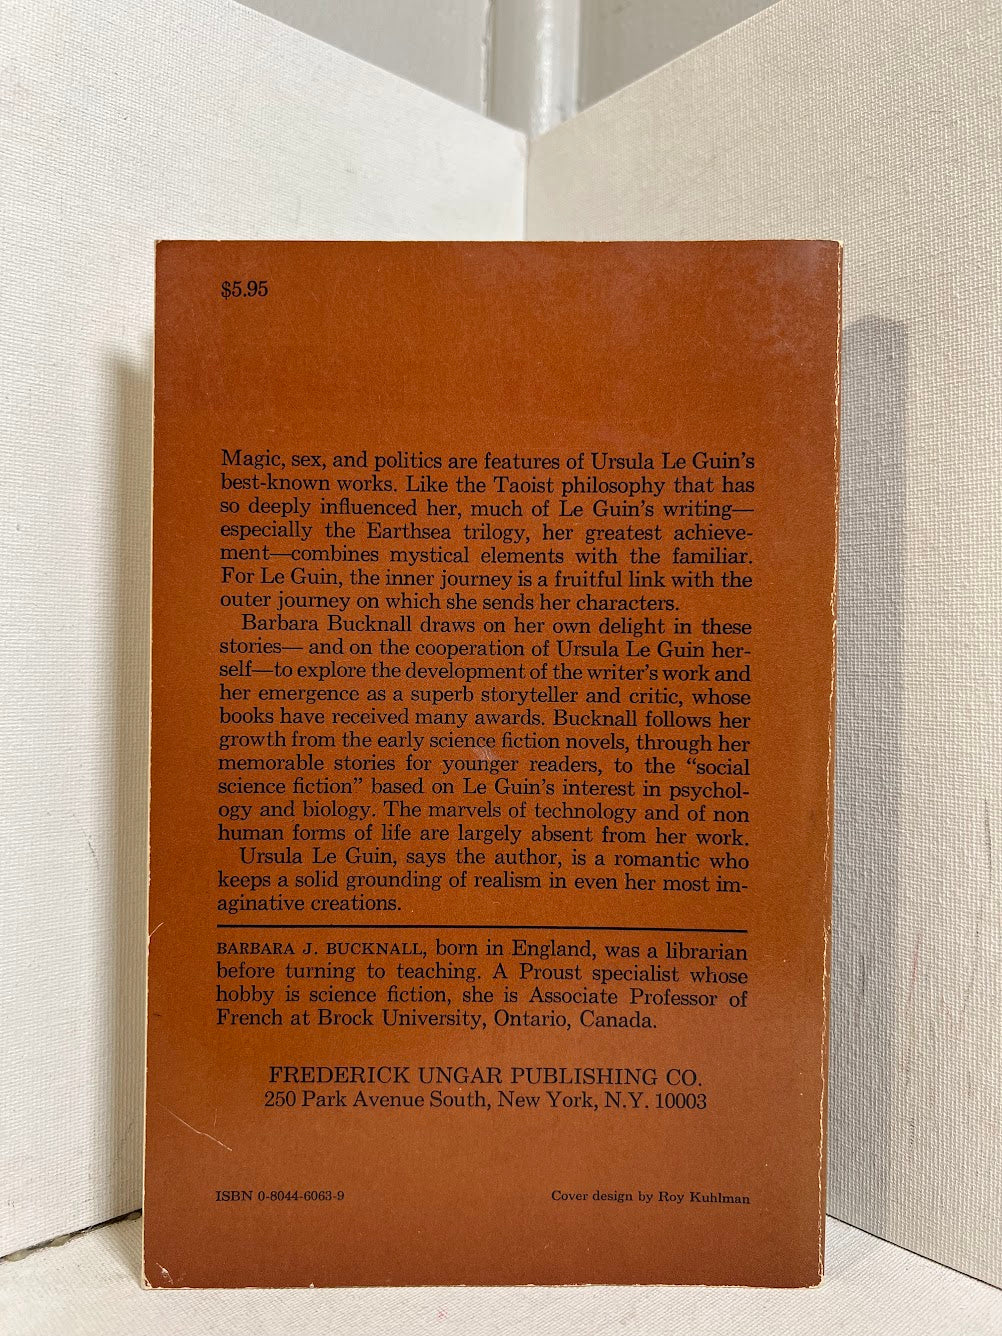 $5.95
Magic, sex, and politics are features of Ursula Le Guin's
best-known works. Like the Taoist philosophy that has
so deeply influenced her, much of Le Guin's writing—
especially the Earthsea trilogy, her greatest achieve-
ment—combines mystical elements with the familiar.
For Le Guin, the inner journey is a fruitful link with the
outer journey on which she sends her characters.
Barbara Bucknall draws on her own delight in these
stories— and on the cooperation of Ursula Le Guin her-
self—to explore the development of the writer's work and
her emergence as a superb storyteller and critic, whose
books have received many awards. Bucknall follows her
growth from the early science fiction novels, through her
memorable stories for younger readers, to the “social
science fiction” based on Le Guin's interest in psychol-
ogy and biology. The marvels of technology and of non
human forms of life are largely absent from her work.
Ursula Le Guin, says the author, is a romantic who
keeps a solid grounding of realism in even her most im-
aginative creations.
BARBARA J. BUCKNALL, born in England, was a librarian
before turning to teaching. A Proust specialist whose
hobby is science fiction, she is Associate Professor of
French at Brock University, Ontario, Canada.
FREDERICK UNGAR PUBLISHING CO.
250 Park Avenue South, New York, N.Y. 10003
ISBN 0-8044-6063-9
Cover design by Roy Kuhlman